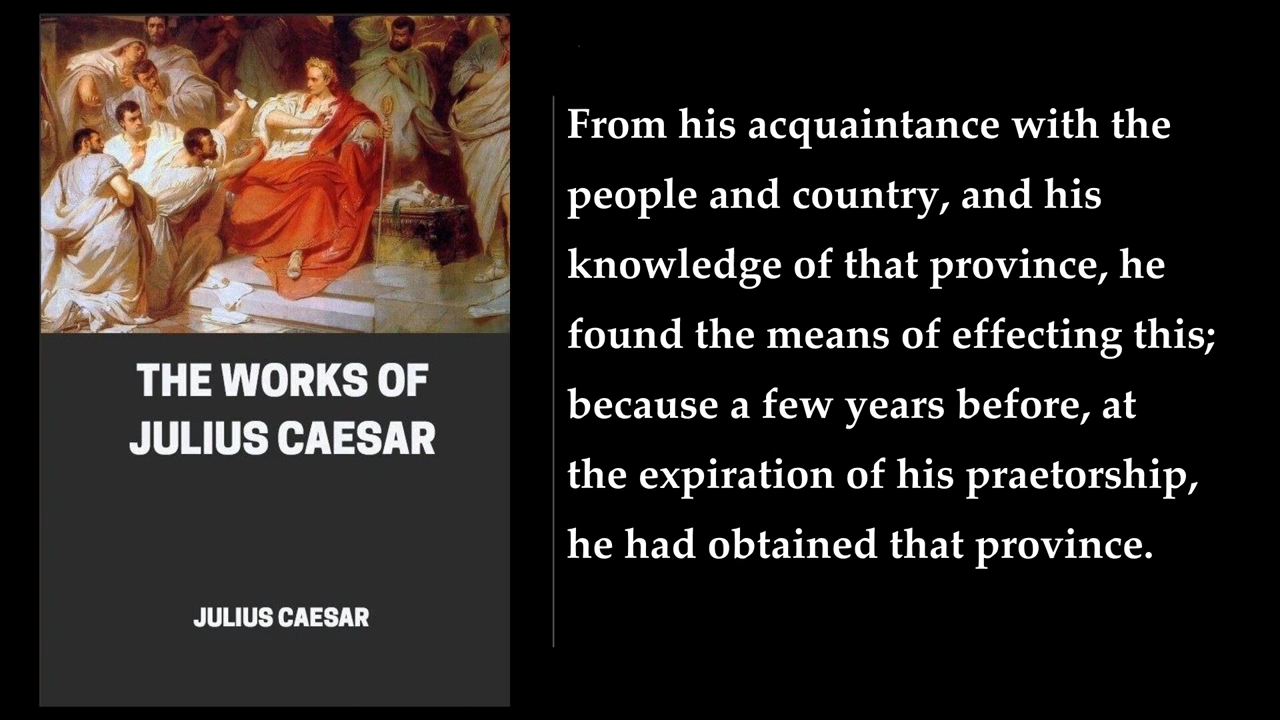 THE WORKS OF
JULIUS CAESAR
JULIUS CAESAR
From his acquaintance with the
people and country, and his
knowledge of that province, he
found the means of effecting this;
because a few years before, at
the expiration of his praetorship,
he had obtained that province.